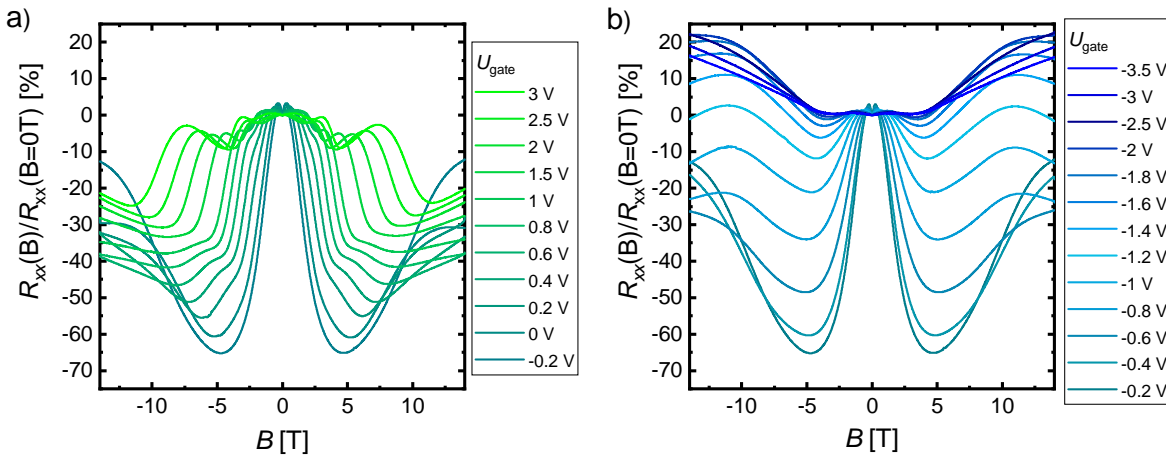 a)
R_xx(B)/R_xx(B=0T) [%]
20
10
0
-10
-20
-30
-40
-50
-60
-70
-10 -5 0 5 10
B [T]
U_gate
3 V
2.5 V
2 V
1.5 V
1 V
0.8 V
0.6 V
0.4 V
0.2 V
0 V
-0.2 V
b)
R_xx(B)/R_xx(B=0T) [%]
20
10
0
-10
-20
-30
-40
-50
-60
-70
-10 -5 0 5 10
B [T]
U_gate
-3.5 V
-3 V
-2.5 V
-2 V
-1.8 V
-1.6 V
-1.4 V
-1.2 V
-1 V
-0.8 V
-0.6 V
-0.4 V
-0.2 V